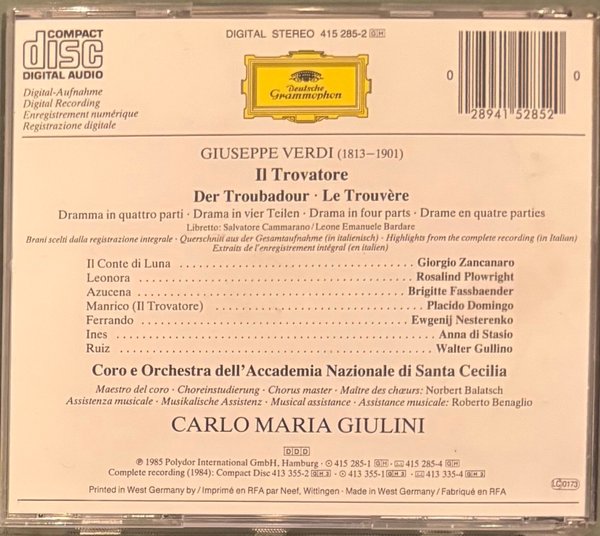 COMPACT
disc
DIGITAL AUDIO
DIGITAL STEREO 415 285-2 GH
Digital-Aufnahme
Digital Recording
Enregistrement numérique
Registrazione digitale
Deutsche
Grammophon
0 28941 52852 0
GIUSEPPE VERDI (1813–1901)
Il Trovatore
Der Troubadour · Le Trouvère
Dramma in quattro parti · Drama in vier Teilen · Drama in four parts · Drame en quatre parties
Libretto: Salvatore Cammarano/Leone Emanuele Bardare
Brani scelti dalla registrazione integrale · Querschnitt aus der Gesamtaufnahme (in italienisch) · Highlights from the complete recording (in Italian)
Extraits de l'enregistrement intégral (en italien)
Il Conte di Luna ........ Giorgio Zancanaro
Leonora ........ Rosalind Plowright
Azucena ........ Brigitte Fassbaender
Manrico (Il Trovatore) ........ Placido Domingo
Ferrando ........ Ewgenij Nesterenko
Ines ........ Anna di Stasio
Ruiz ........ Walter Gullino
Coro e Orchestra dell'Accademia Nazionale di Santa Cecilia
Maestro del coro · Choreinstudierung · Chorus master · Maître des chœurs: Norbert Balatsch
Assistenza musicale · Musikalische Assistenz · Musical assistance · Assistance musicale: Roberto Benaglio
CARLO MARIA GIULINI
DDD
℗ 1985 Polydor International GmbH, Hamburg · 415 285-1 GH · 415 285-4 GH
Complete recording (1984): Compact Disc 413 355-2 GH 3 · 413 355-1 GH 3 · 413 335-4 GH 3
Printed in West Germany by / Imprimé en RFA par Neef, Wittingen · Made in West Germany / Fabriqué en RFA
LC 0173